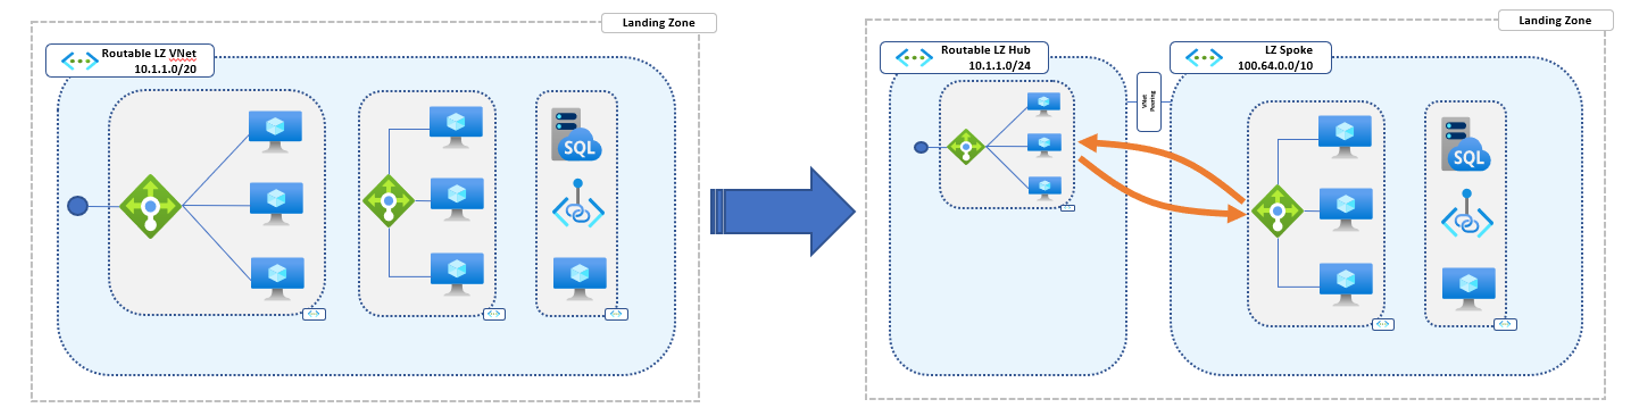 Landing Zone
Routable LZ VNet
10.1.1.0/20
SQL
Landing Zone
Routable LZ Hub
10.1.1.0/24
VNet
Peering
LZ Spoke
100.64.0.0/10
SQL